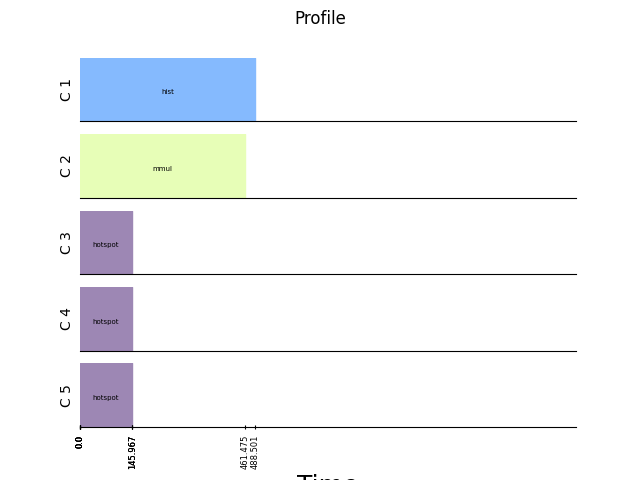 Profile
C 1
hist
C 2
mmul
C 3
hotspot
C 4
hotspot
C 5
hotspot
0.0
145.967
461.475
488.501
Time